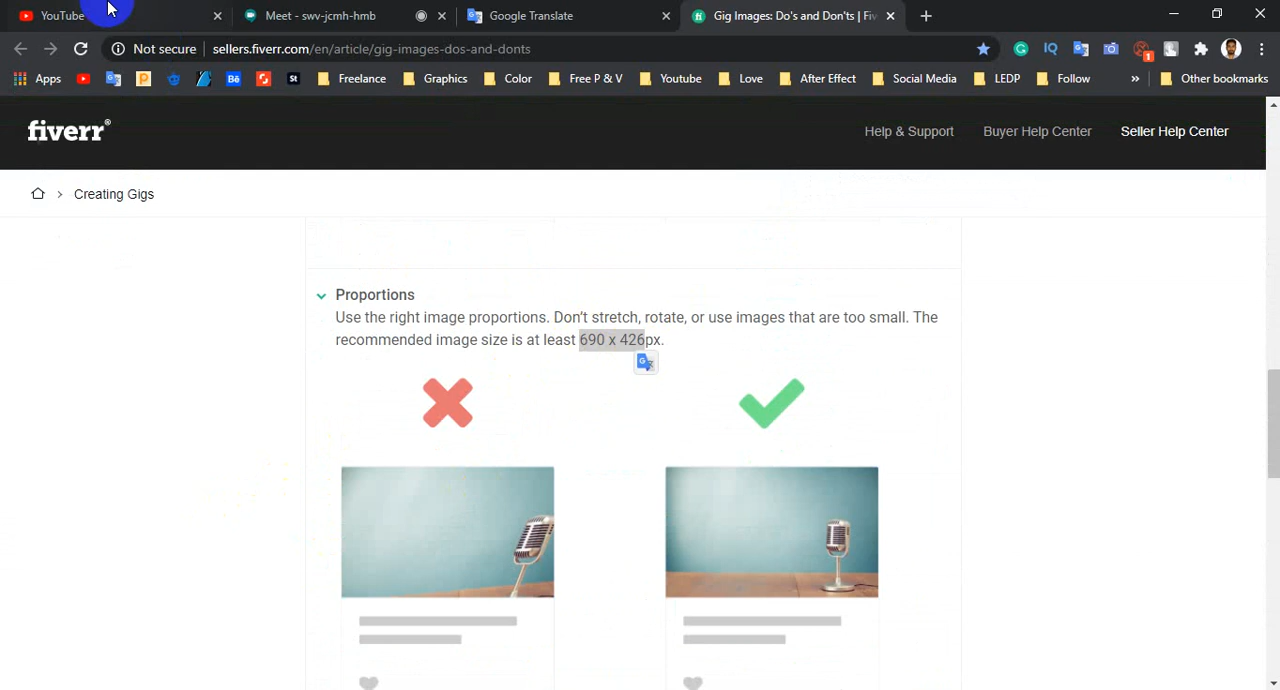 YouTube
Meet - swv-jcmh-hmb
Google Translate
Gig Images: Do's and Don'ts | Fiv
Not secure
sellers.fiverr.com/en/article/gig-images-dos-and-donts
IQ
1
Apps
Bē
St
Freelance
Graphics
Color
Free P & V
Youtube
Love
After Effect
Social Media
LEDP
Follow
»
Other bookmarks
fiverr®
Help & Support
Buyer Help Center
Seller Help Center
> Creating Gigs
Proportions
Use the right image proportions. Don't stretch, rotate, or use images that are too small. The
recommended image size is at least 690 x 426px.